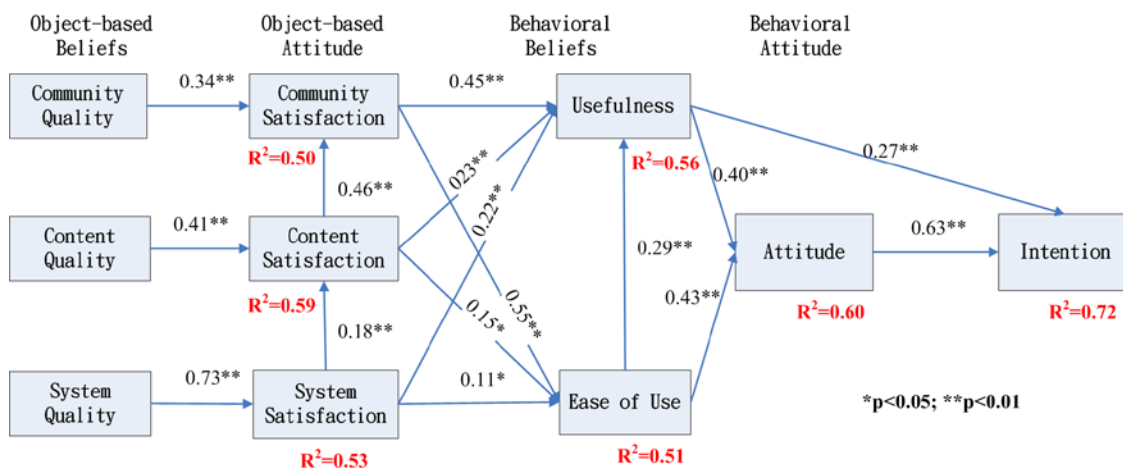 Object-based
Beliefs
Object-based
Attitude
Behavioral
Beliefs
Behavioral
Attitude
Community
Quality
0.34**
Community
Satisfaction
0.45**
Usefulness
R²=0.50
R²=0.56
0.27**
0.46**
023**
0.22**
0.40**
Content
Quality
0.41**
Content
Satisfaction
0.29**
Attitude
0.63**
Intention
R²=0.59
R²=0.60
R²=0.72
0.18**
0.15*
0.55**
0.43**
System
Quality
0.73**
System
Satisfaction
0.11*
Ease of Use
*p<0.05; **p<0.01
R²=0.53
R²=0.51